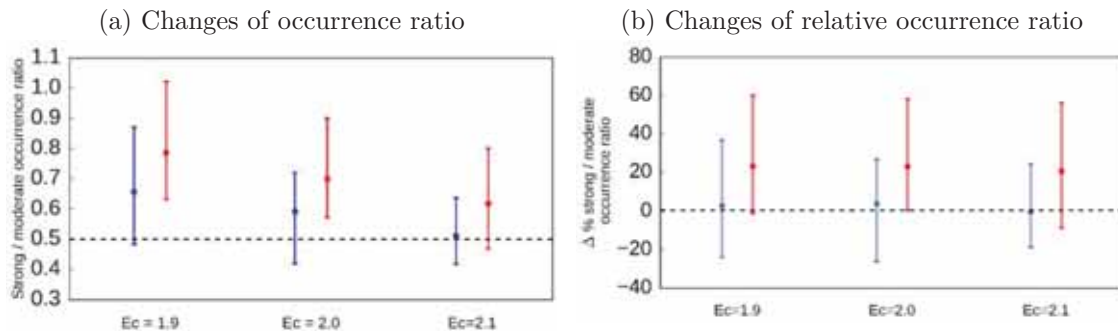 (a) Changes of occurrence ratio
Strong / moderate occurrence ratio
1.1
1.0
0.9
0.8
0.7
0.6
0.5
0.4
0.3
Ec = 1.9
Ec = 2.0
Ec=2.1
(b) Changes of relative occurrence ratio
Δ % strong / moderate
occurrence ratio
80
60
40
20
0
−20
−40
Ec=1.9
Ec=2.0
Ec=2.1